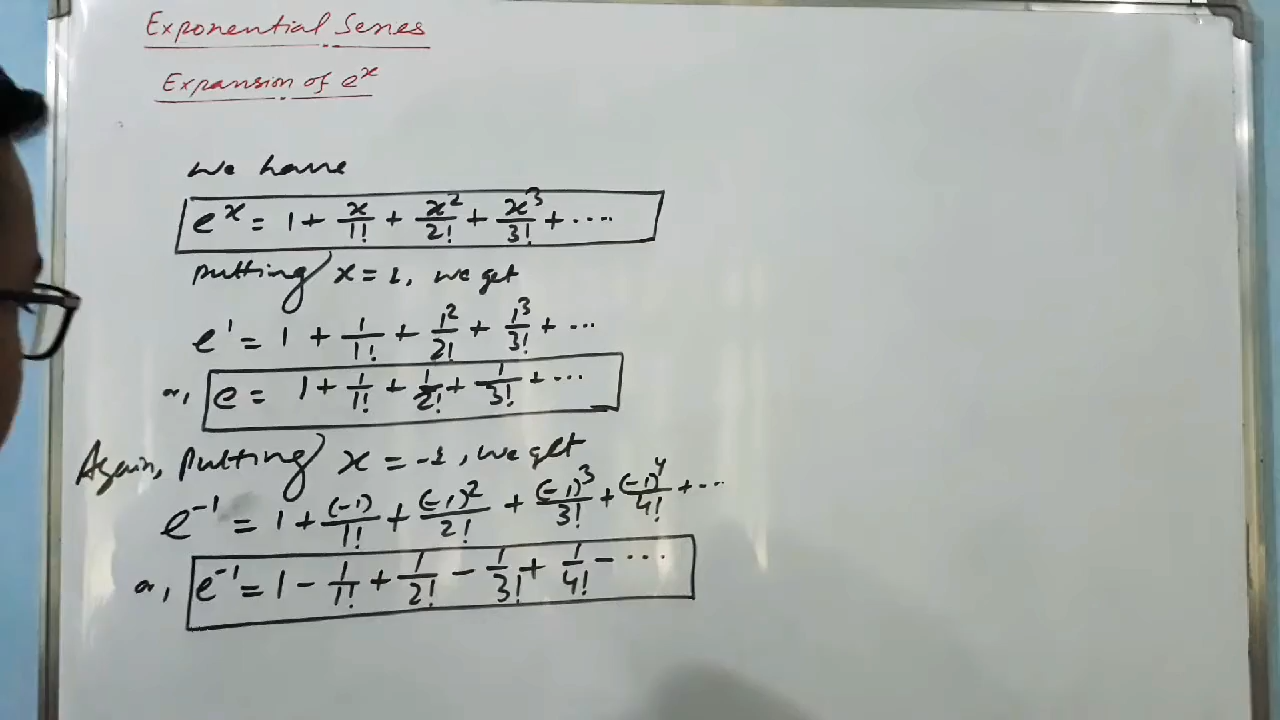 Exponential Series
Expansion of e^x
We have
e^x = 1 + x/1! + x^2/2! + x^3/3! + ....
putting x = 1, we get
e^1 = 1 + 1/1! + 1^2/2! + 1^3/3! + ...
or, e = 1 + 1/1! + 1/2! + 1/3! + ...
Again, putting x = -1, we get
e^-1 = 1 + (-1)/1! + (-1)^2/2! + (-1)^3/3! + (-1)^4/4! + ...
or, e^-1 = 1 - 1/1! + 1/2! - 1/3! + 1/4! - ....